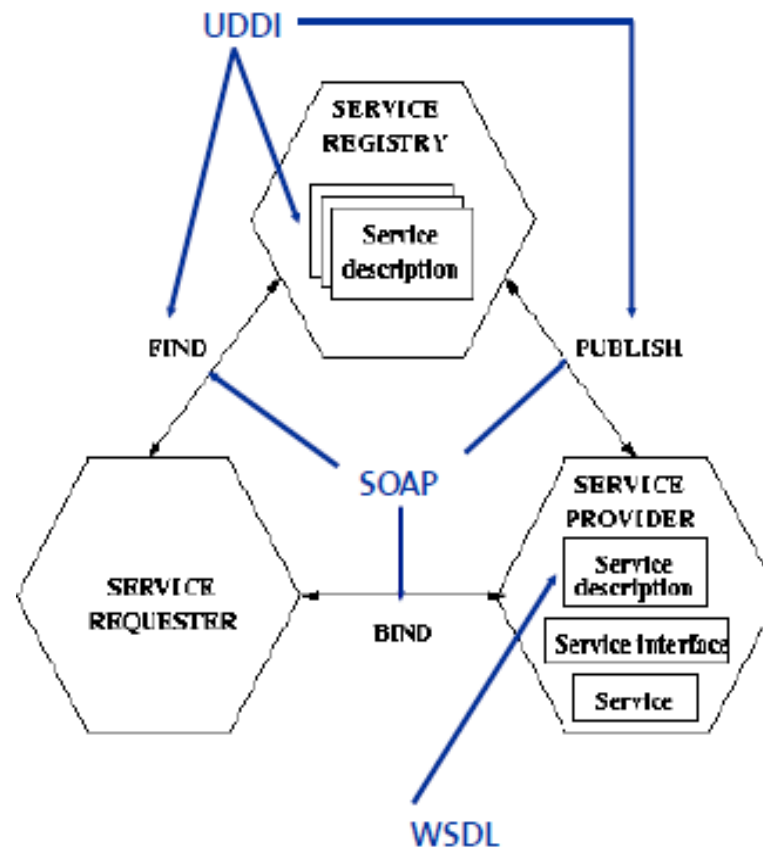 UDDI
SERVICE
REGISTRY
Service
description
FIND
PUBLISH
SOAP
SERVICE
PROVIDER
Service
description
Service interface
Service
SERVICE
REQUESTER
BIND
WSDL